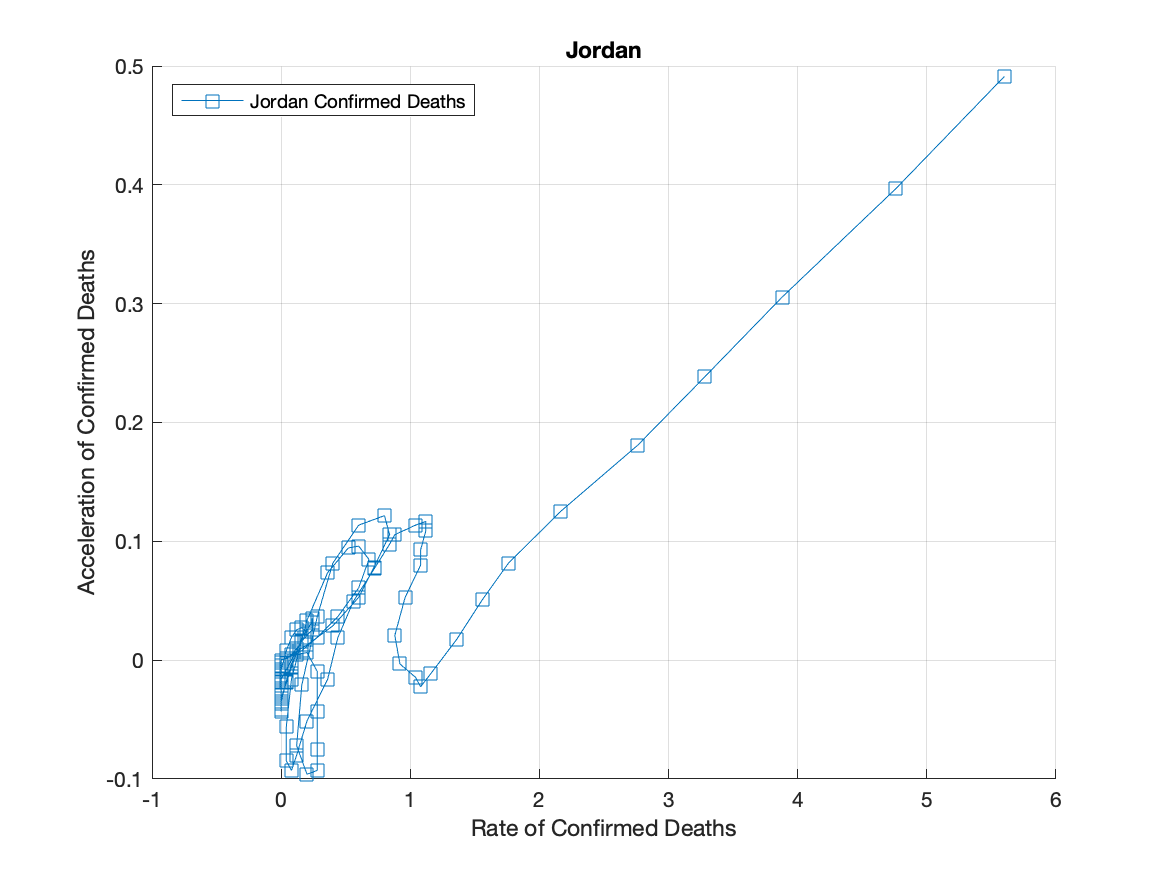 Jordan
Jordan Confirmed Deaths
Acceleration of Confirmed Deaths
0.5
0.4
0.3
0.2
0.1
0
-0.1
-1 0 1 2 3 4 5 6
Rate of Confirmed Deaths